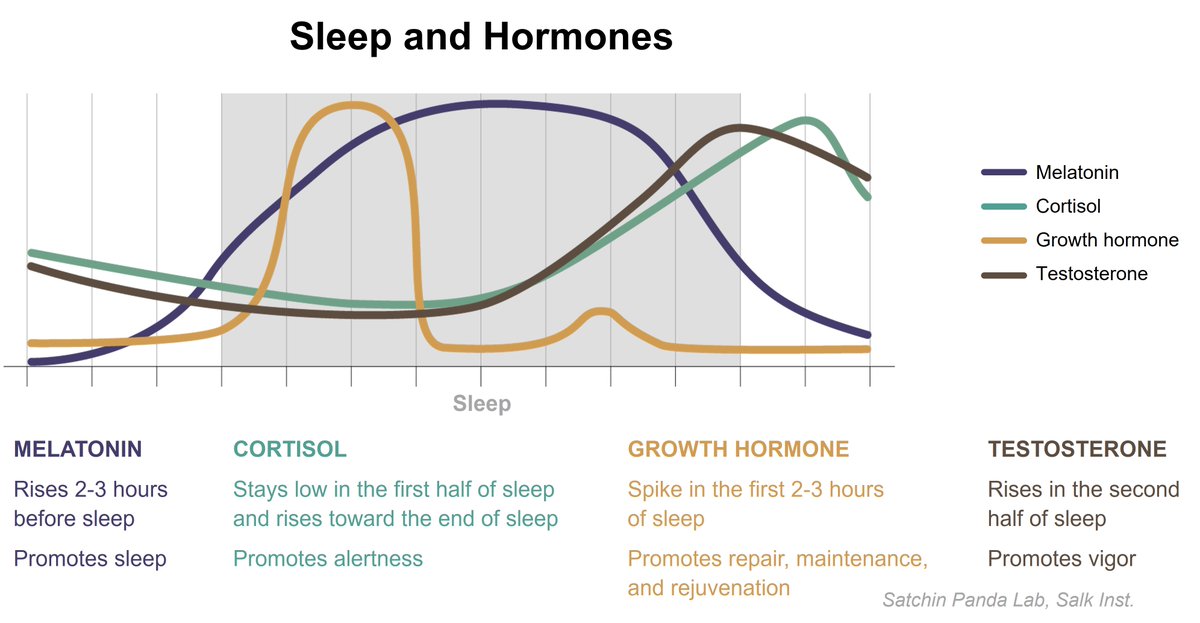 Sleep and Hormones
Melatonin
Cortisol
Growth hormone
Testosterone
Sleep
MELATONIN
Rises 2-3 hours
before sleep
Promotes sleep
CORTISOL
Stays low in the first half of sleep
and rises toward the end of sleep
Promotes alertness
GROWTH HORMONE
Spike in the first 2-3 hours
of sleep
Promotes repair, maintenance,
and rejuvenation
TESTOSTERONE
Rises in the second
half of sleep
Promotes vigor
Satchin Panda Lab, Salk Inst.